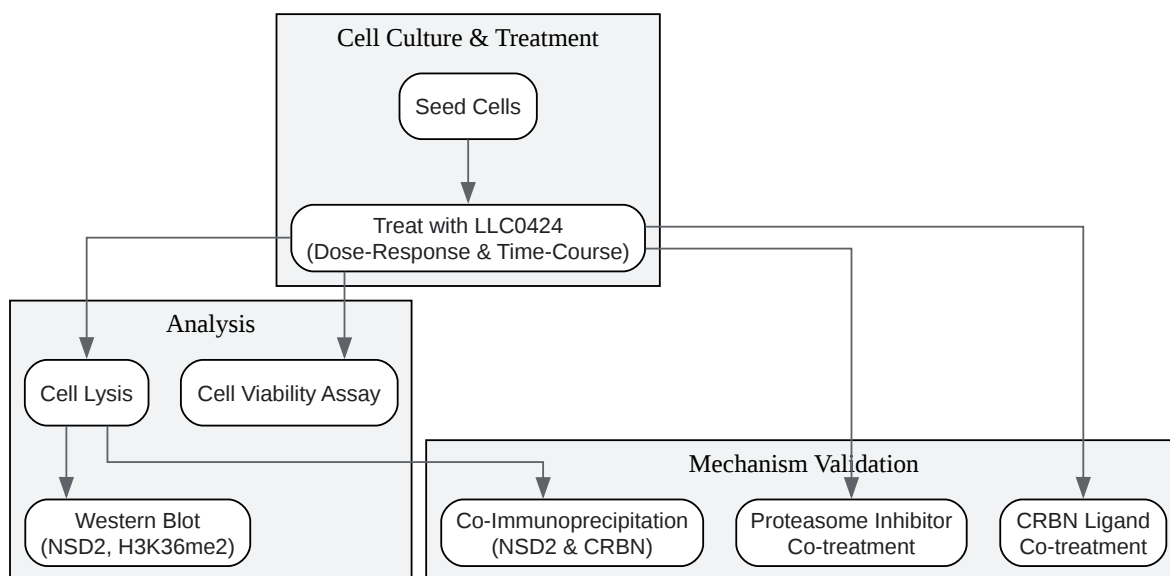 Cell Culture & Treatment
Seed Cells
Treat with LLC0424
(Dose-Response & Time-Course)
Analysis
Cell Lysis
Cell Viability Assay
Western Blot
(NSD2, H3K36me2)
Mechanism Validation
Co-Immunoprecipitation
(NSD2 & CRBN)
Proteasome Inhibitor
Co-treatment
CRBN Ligand
Co-treatment